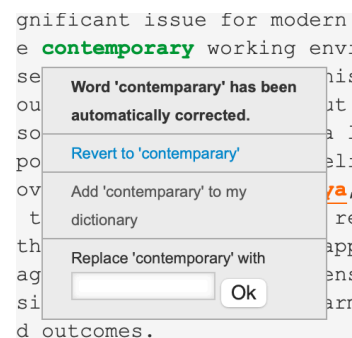 gnificant issue for modern
e contemporary working envi
se
Word 'contemparary' has been
automatically corrected.
Revert to 'contemparary'
Add 'contemparary' to my
dictionary
Replace 'contemporary' with
Ok
d outcomes.